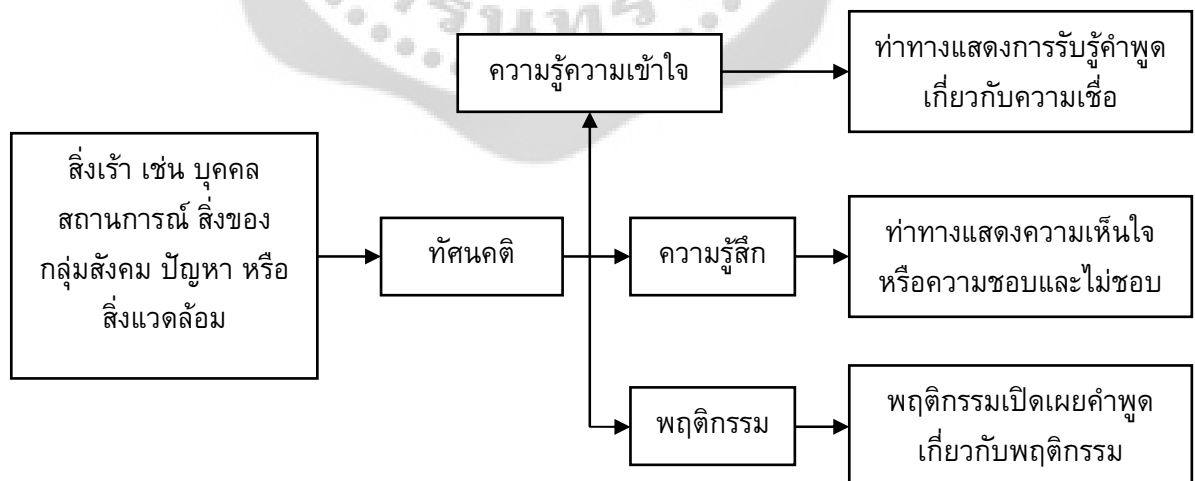 ความรู้ความเข้าใจ
ท่าทางแสดงการรับรู้คำพูด
เกี่ยวกับความเชื่อ
สิ่งเร้า เช่น บุคคล
สถานการณ์ สิ่งของ
กลุ่มสังคม ปัญหา หรือ
สิ่งแวดล้อม
ทัศนคติ
ความรู้สึก
ท่าทางแสดงความเห็นใจ
หรือความชอบและไม่ชอบ
พฤติกรรม
พฤติกรรมเปิดเผยคำพูด
เกี่ยวกับพฤติกรรม